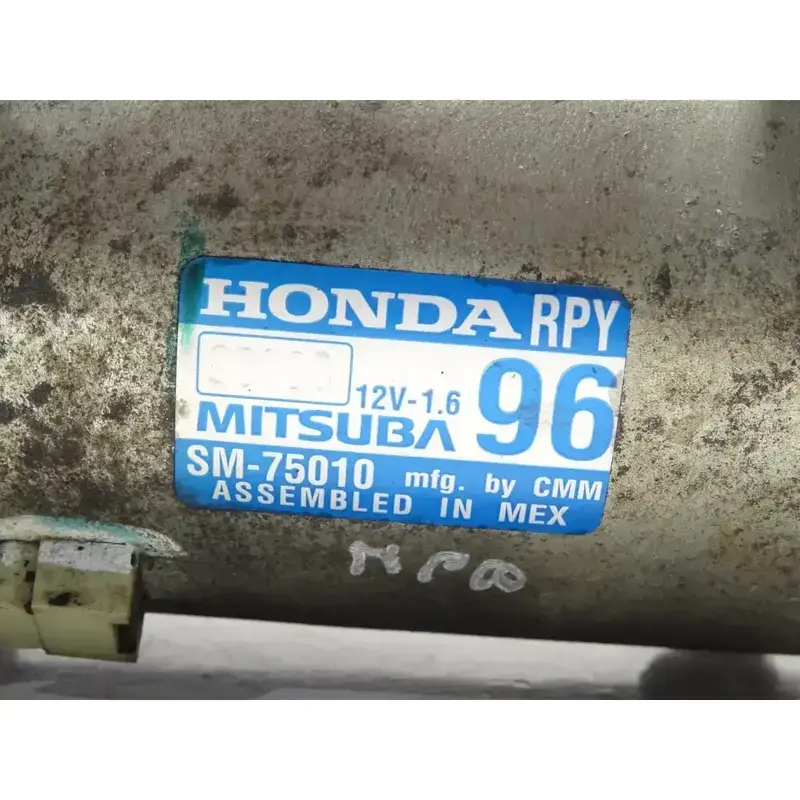 HONDA RPY
12V-1.6 96
MITSUBA
SM-75010 mfg. by CMM
ASSEMBLED IN MEX